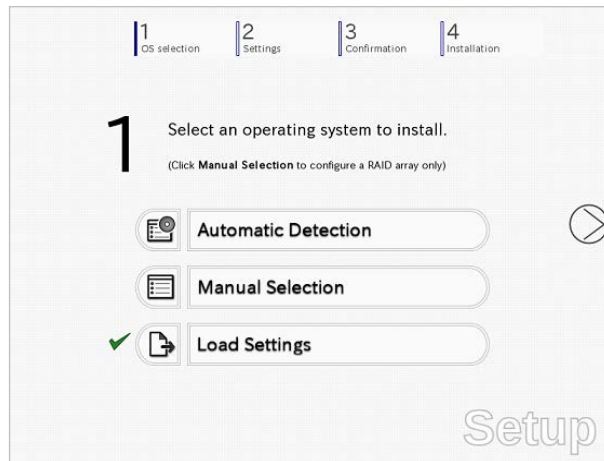 1
OS selection
2
Settings
3
Confirmation
4
Installation
1
Select an operating system to install.
(Click Manual Selection to configure a RAID array only)
Automatic Detection
Manual Selection
Load Settings
Setup